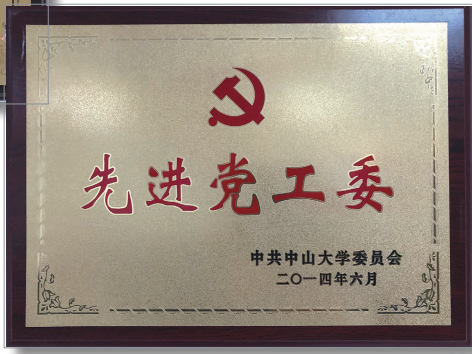 先进党工委
中共中山大学委员会
二〇一四年六月